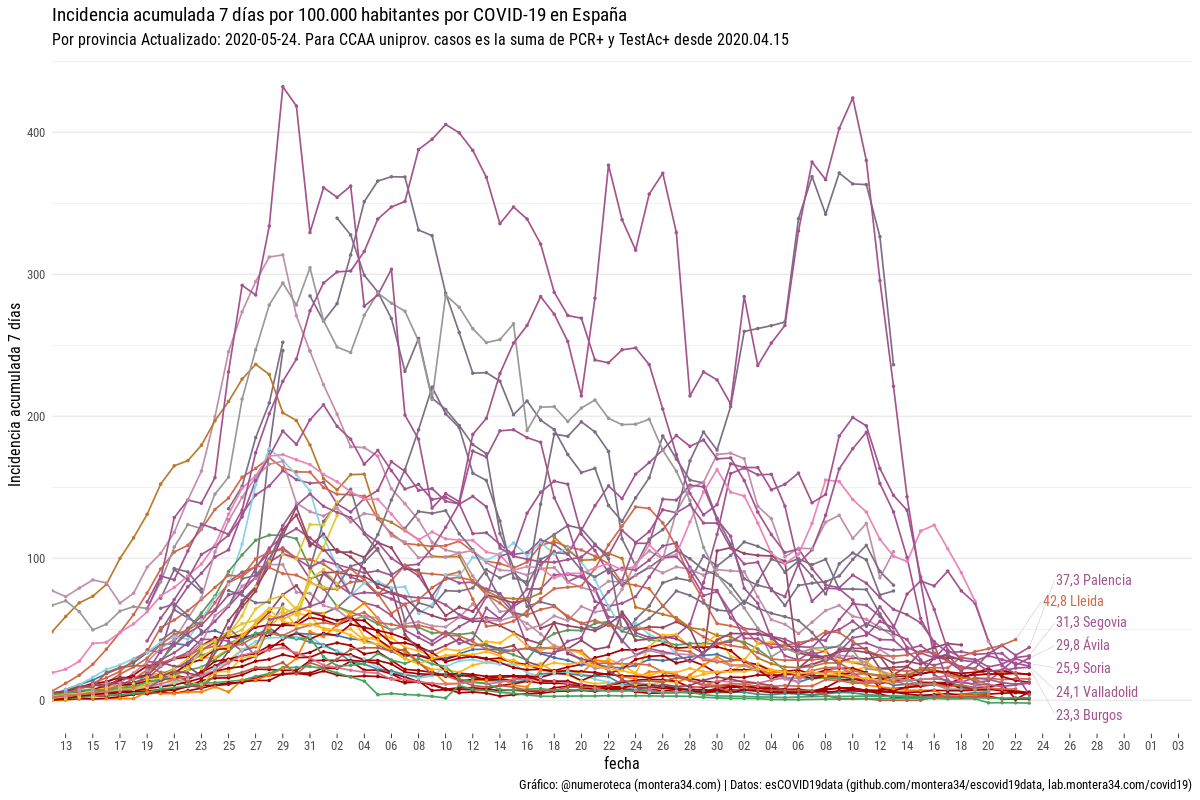 Incidencia acumulada 7 días por 100.000 habitantes por COVID-19 en España
Por provincia Actualizado: 2020-05-24. Para CCAA uniprov. casos es la suma de PCR+ y TestAc+ desde 2020.04.15
Incidencia acumulada 7 días
400
300
200
100
0
37,3 Palencia
42,8 Lleida
31,3 Segovia
29,8 Ávila
25,9 Soria
24,1 Valladolid
23,3 Burgos
13 15 17 19 21 23 25 27 29 31 02 04 06 08 10 12 14 16 18 20 22 24 26 28 30 02 04 06 08 10 12 14 16 18 20 22 24 26 28 30 01 03
fecha
Gráfico: @numeroteca (montera34.com) | Datos: esCOVID19data (github.com/montera34/escovid19data, lab.montera34.com/covid19)